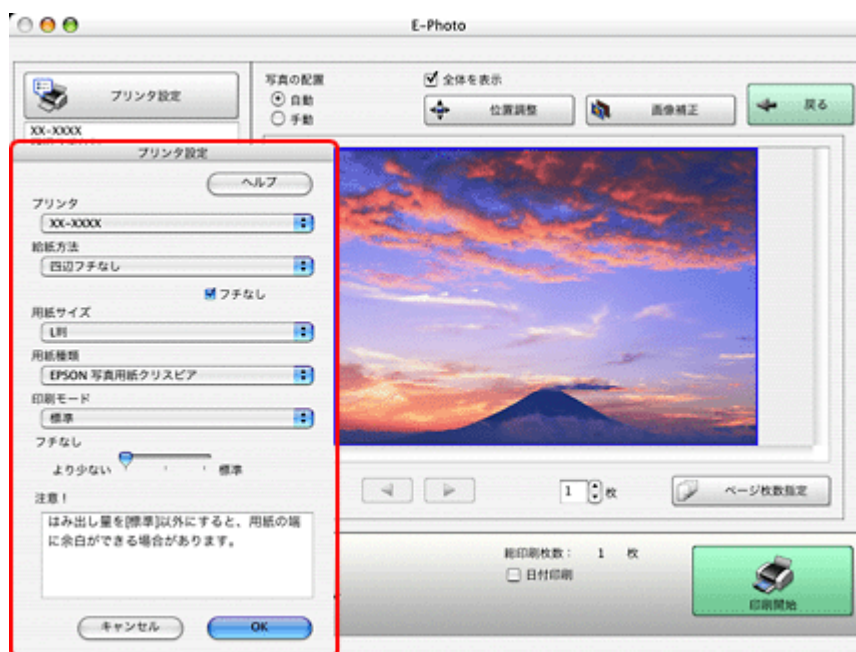 E-Photo
プリンタ設定
写真の配置
自動
手動
全体を表示
位置調整
画像補正
戻る
XX-XXXX
プリンタ設定
ヘルプ
プリンタ
XX-XXXX
給紙方法
四辺フチなし
フチなし
用紙サイズ
L判
用紙種類
EPSON 写真用紙クリスピア
印刷モード
標準
フチなし
より少ない
標準
注意！
はみ出し量を[標準]以外にすると、用紙の端
に余白ができる場合があります。
キャンセル
OK
1
枚
ページ枚数指定
総印刷枚数： 1 枚
日付印刷
印刷開始